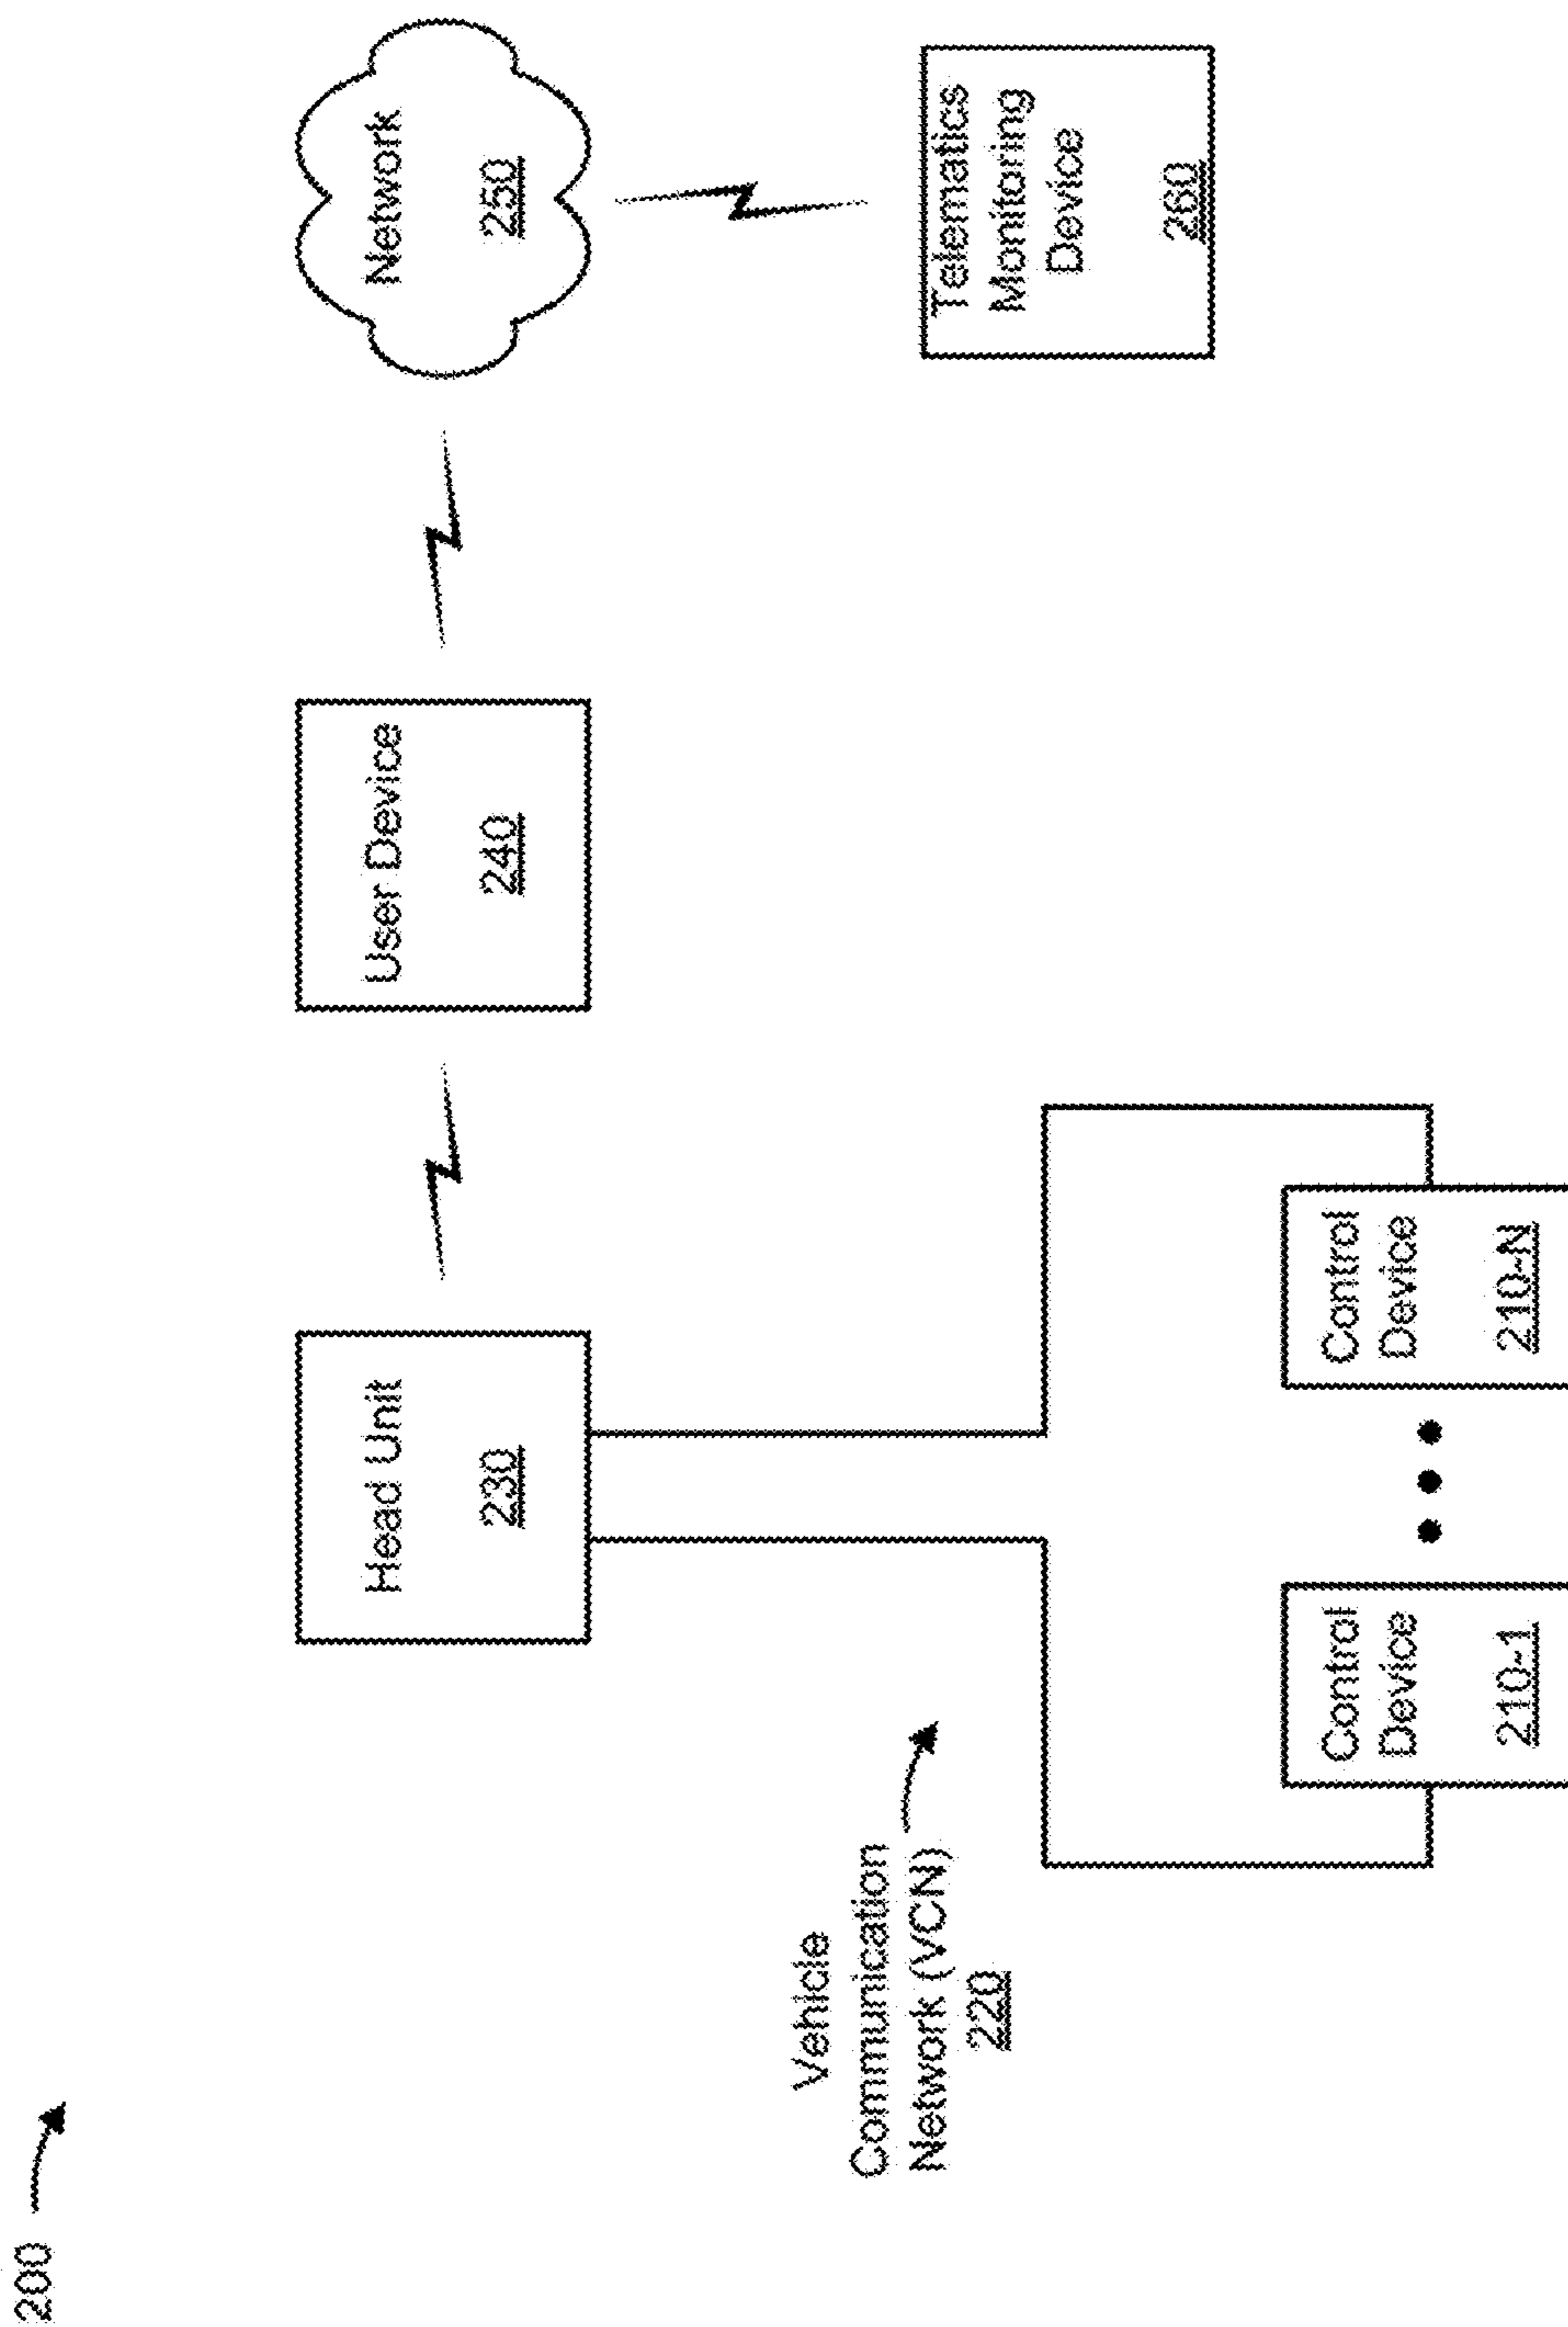 200
Head Unit
230
User Device
240
Network
250
Vehicle
Communication
Network (VCN)
220
Telematics
Monitoring
Device
260
Control
Device
210-1
Control
Device
210-N